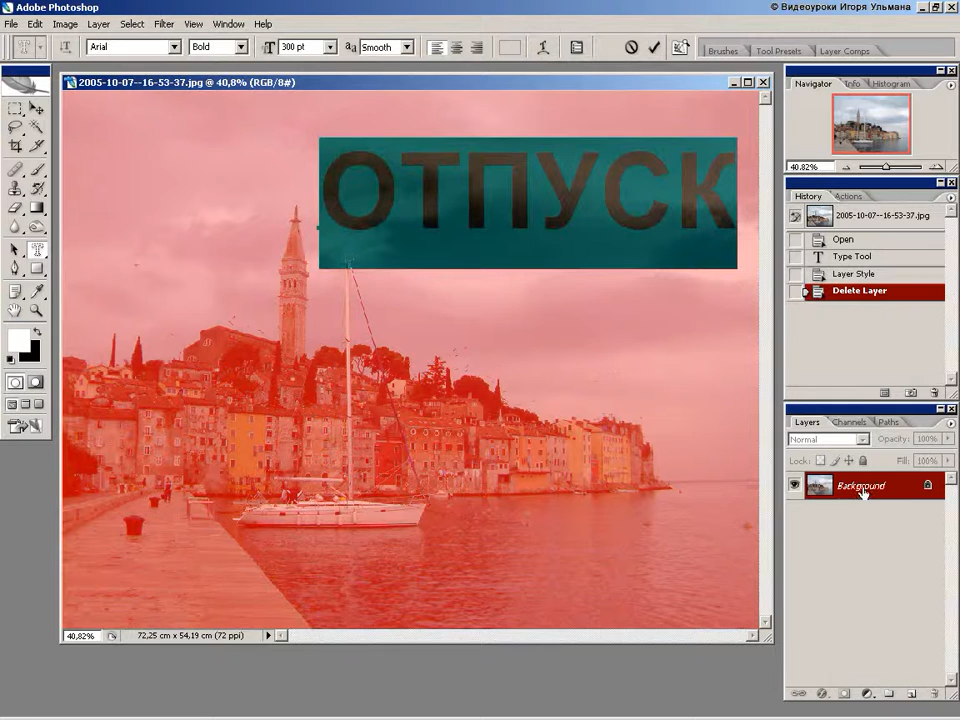 Adobe Photoshop
© Видеоуроки Игоря Ульмана
File Edit Image Layer Select Filter View Window Help
Arial Bold 300 pt aa Smooth Brushes Tool Presets Layer Comps
2005-10-07--16-53-37.jpg @ 40,8% (RGB/8#)
ОТПУСК
40,82% 72,25 cm x 54,19 cm (72 ppi)
Navigator Info Histogram
40.82%
History Actions
2005-10-07--16-53-37.jpg
Open
Type Tool
Layer Style
Delete Layer
Layers Channels Paths
Normal Opacity: 100%
Lock: Fill: 100%
Background